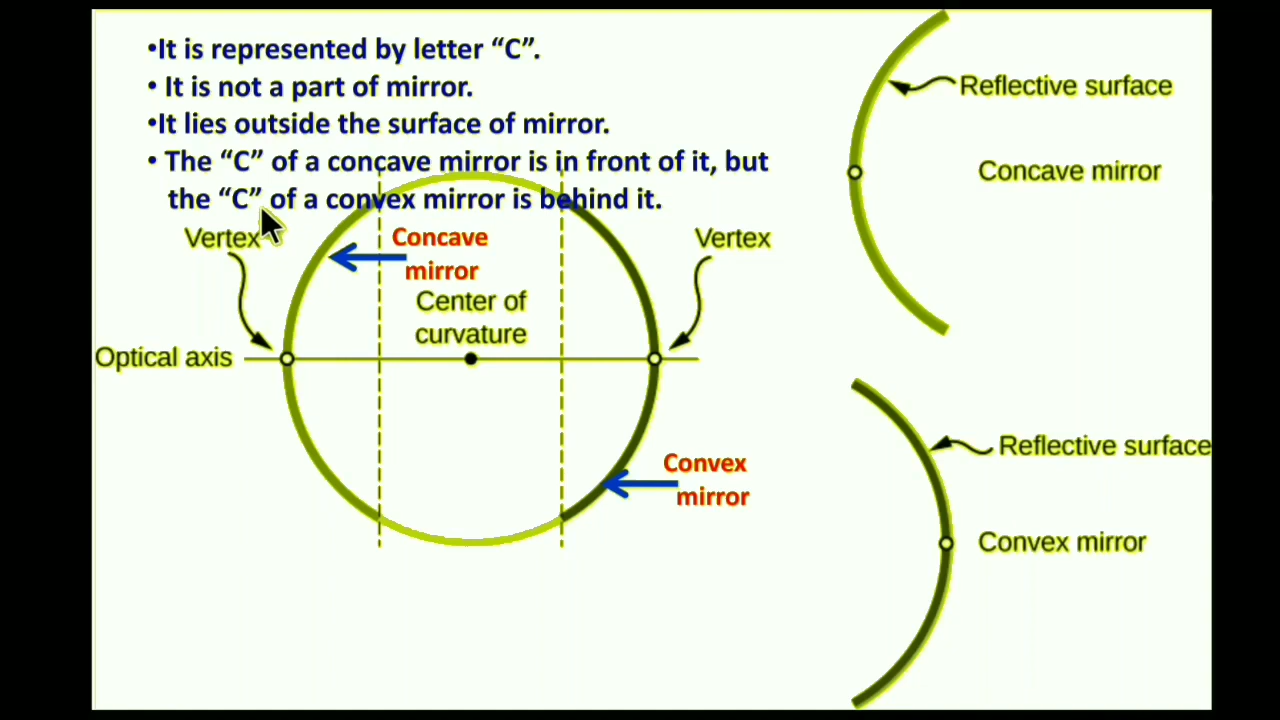 •It is represented by letter “C”.
• It is not a part of mirror.
•It lies outside the surface of mirror.
• The “C” of a concave mirror is in front of it, but
the “C” of a convex mirror is behind it.
Vertex
Concave
mirror
Vertex
Center of
curvature
Optical axis
Convex
mirror
Reflective surface
Concave mirror
Reflective surface
Convex mirror